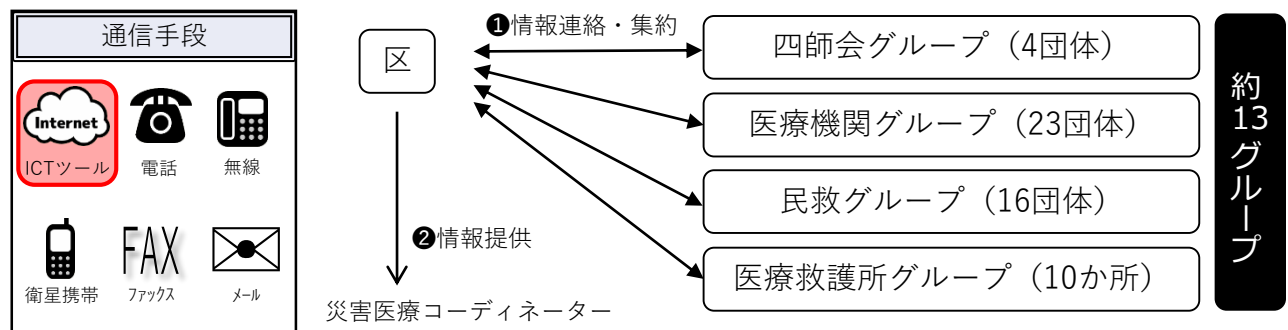 通信手段
Internet
ICTツール
電話
無線
衛星携帯
FAX
ファックス
メール
区
❶情報連絡・集約
❷情報提供
災害医療コーディネーター
四師会グループ（4団体）
医療機関グループ（23団体）
民救グループ（16団体）
医療救護所グループ（10か所）
約13グループ